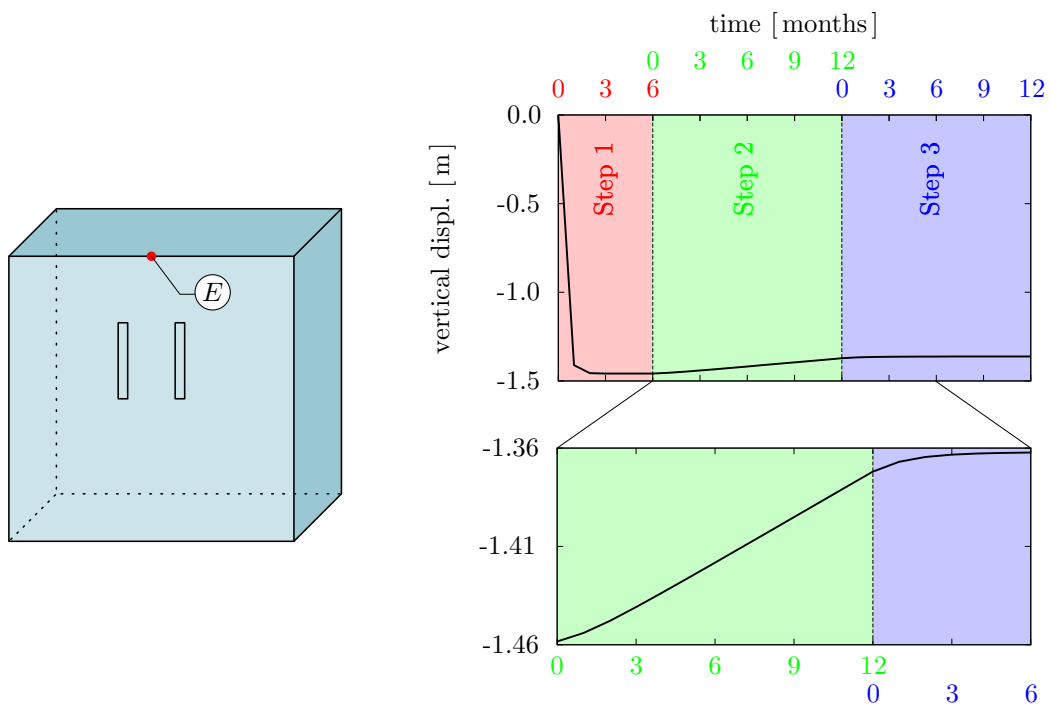 time [months]
0 3 6 9 12
0 3 6 0 3 6 9 12
vertical displ. [m]
0.0
-0.5
-1.0
-1.5
Step 1
Step 2
Step 3
E
-1.36
-1.41
-1.46
0 3 6 9 12
0 3 6